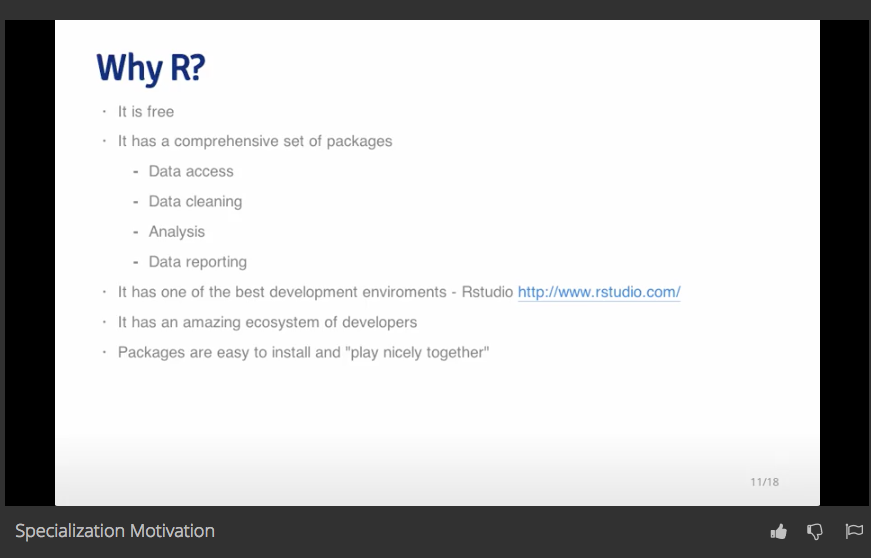 Why R?
· It is free
· It has a comprehensive set of packages
- Data access
- Data cleaning
- Analysis
- Data reporting
· It has one of the best development enviroments - Rstudio http://www.rstudio.com/
· It has an amazing ecosystem of developers
· Packages are easy to install and "play nicely together"
11/18
Specialization Motivation